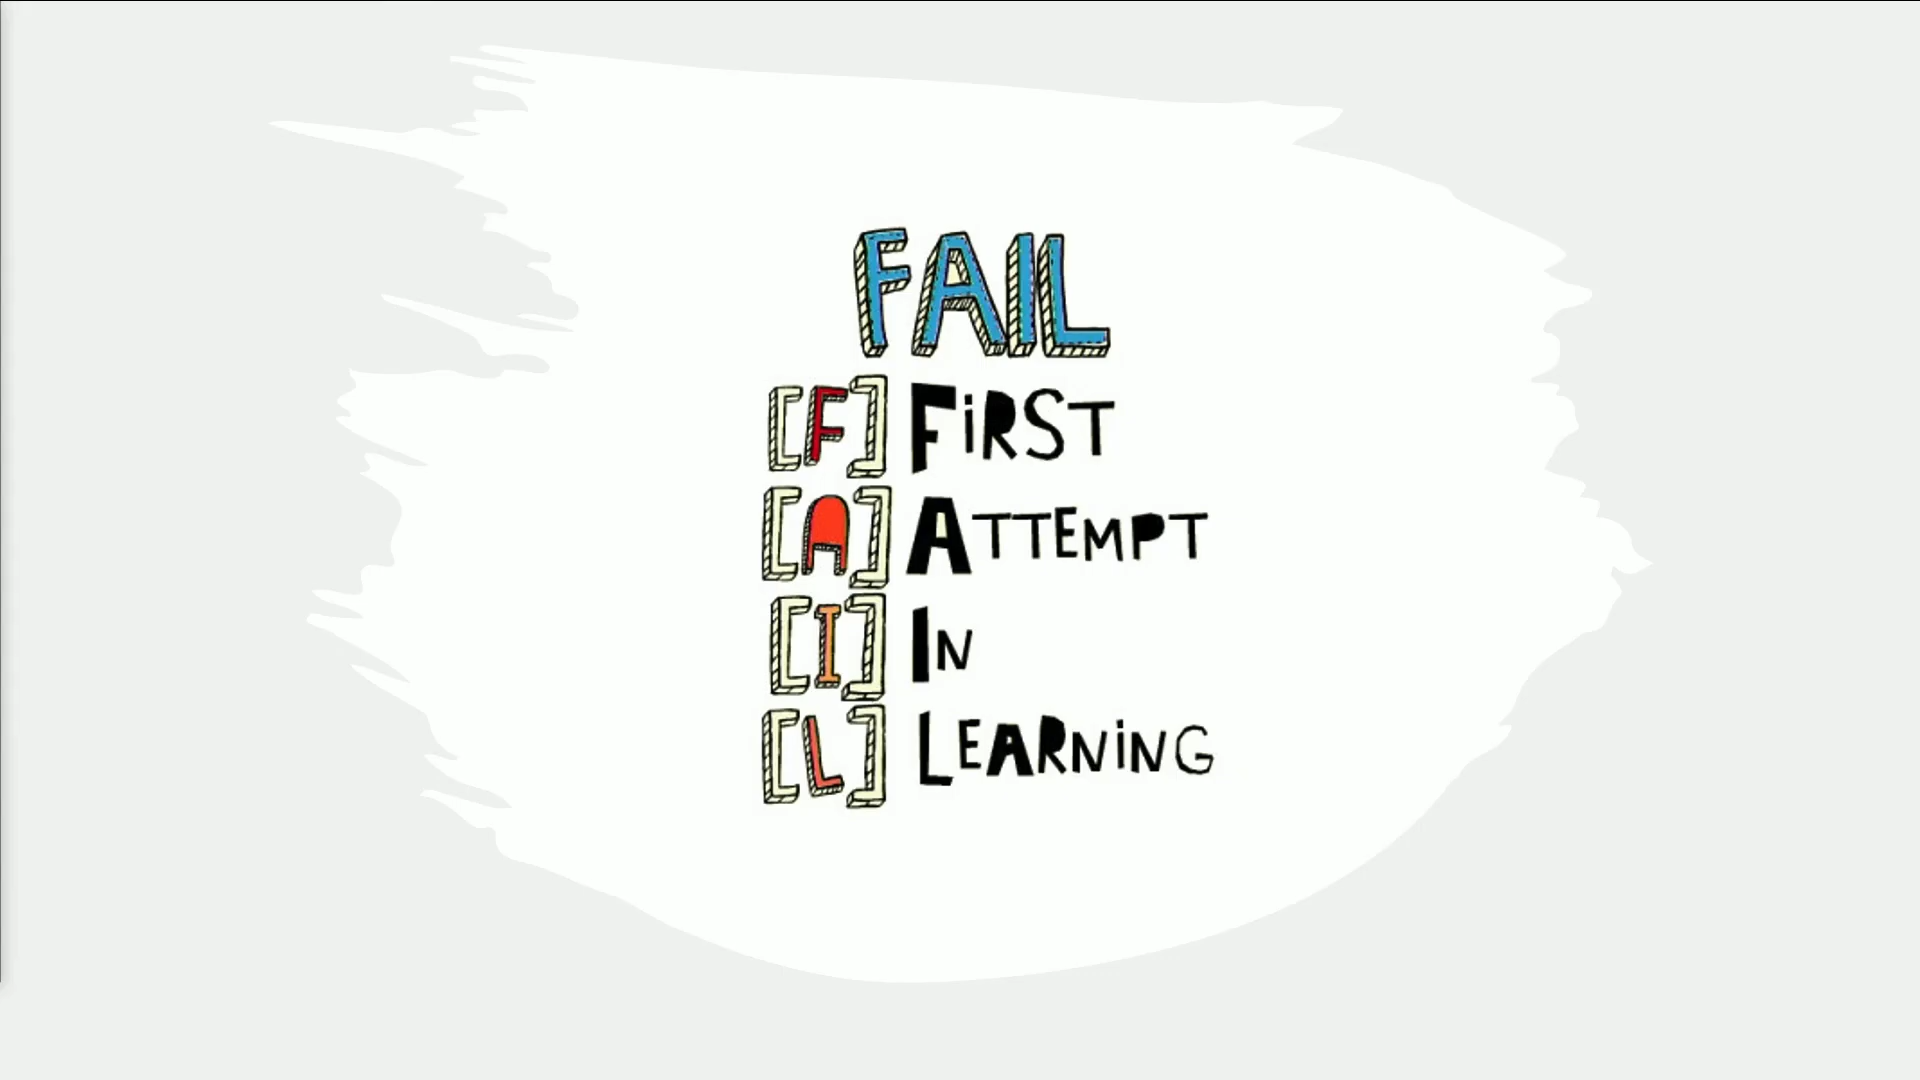 FAIL
[F] FiRST
[A] ATTEMPT
[I] IN
[L] LEARNiNG